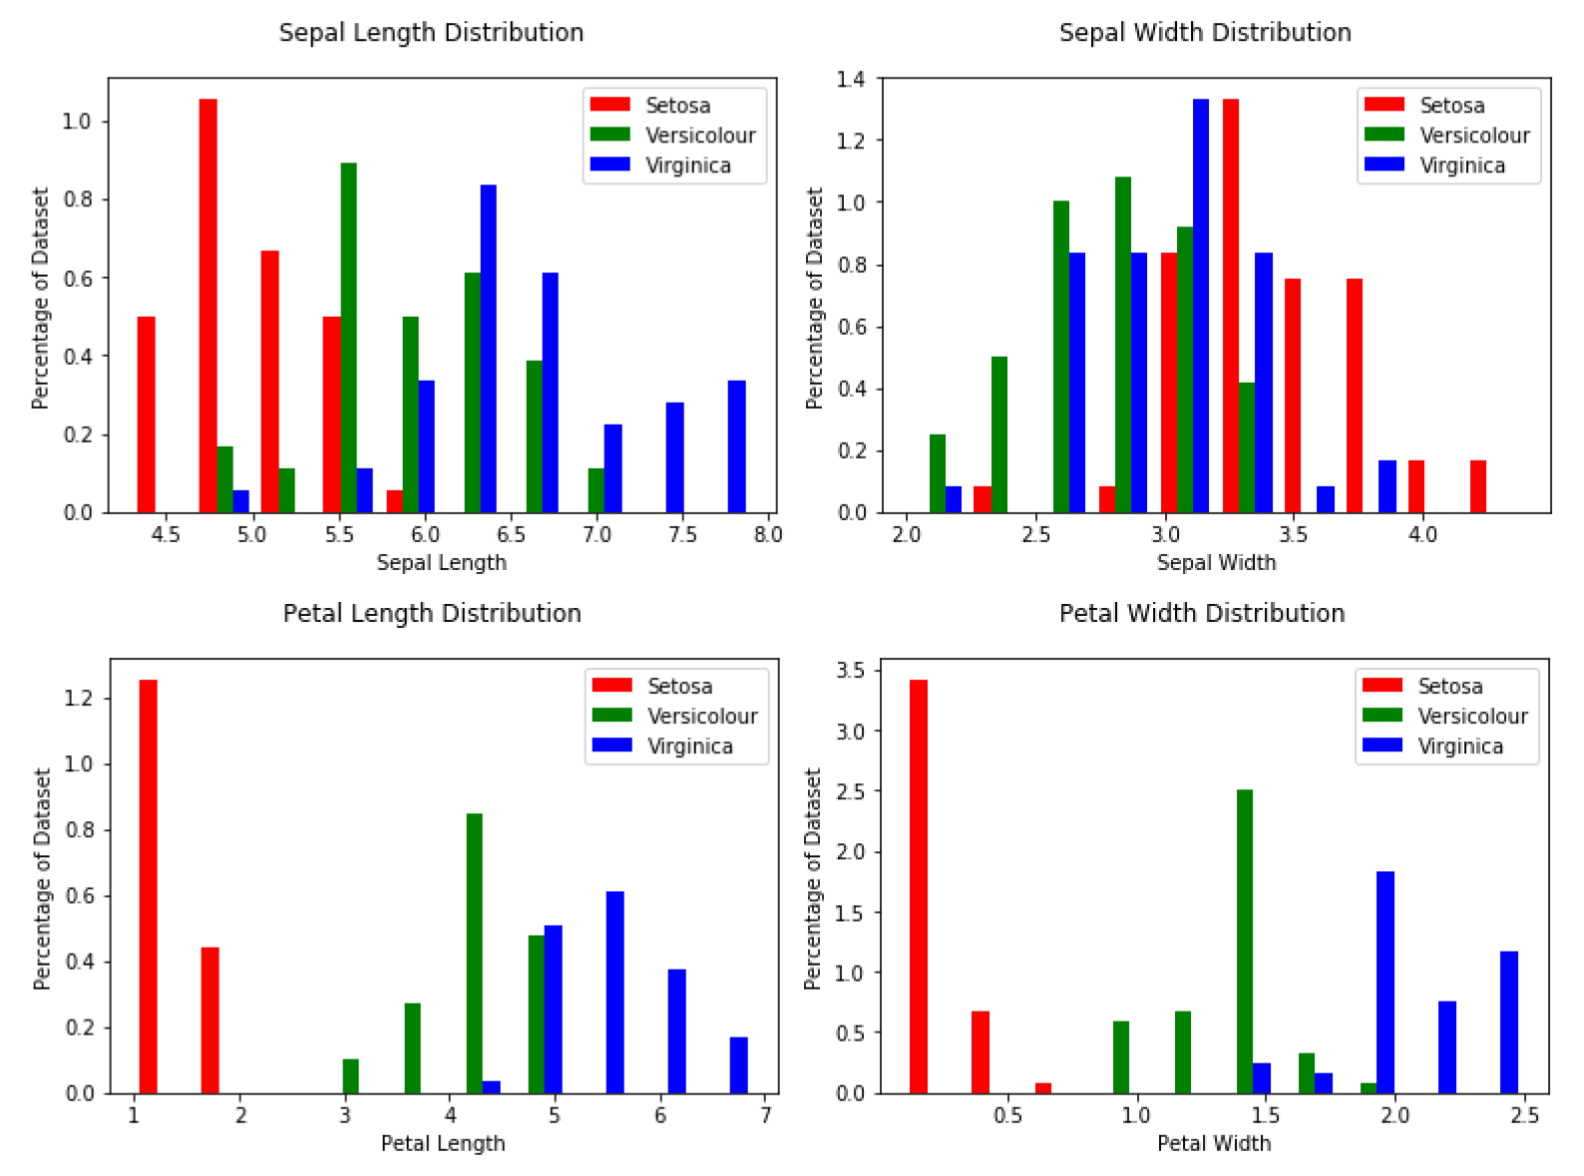 Sepal Length Distribution
Percentage of Dataset
1.0
0.8
0.6
0.4
0.2
0.0
4.5 5.0 5.5 6.0 6.5 7.0 7.5 8.0
Sepal Length
Setosa
Versicolour
Virginica
Sepal Width Distribution
Percentage of Dataset
1.4
1.2
1.0
0.8
0.6
0.4
0.2
0.0
2.0 2.5 3.0 3.5 4.0
Sepal Width
Setosa
Versicolour
Virginica
Petal Length Distribution
Percentage of Dataset
1.2
1.0
0.8
0.6
0.4
0.2
0.0
1 2 3 4 5 6 7
Petal Length
Setosa
Versicolour
Virginica
Petal Width Distribution
Percentage of Dataset
3.5
3.0
2.5
2.0
1.5
1.0
0.5
0.0
0.5 1.0 1.5 2.0 2.5
Petal Width
Setosa
Versicolour
Virginica